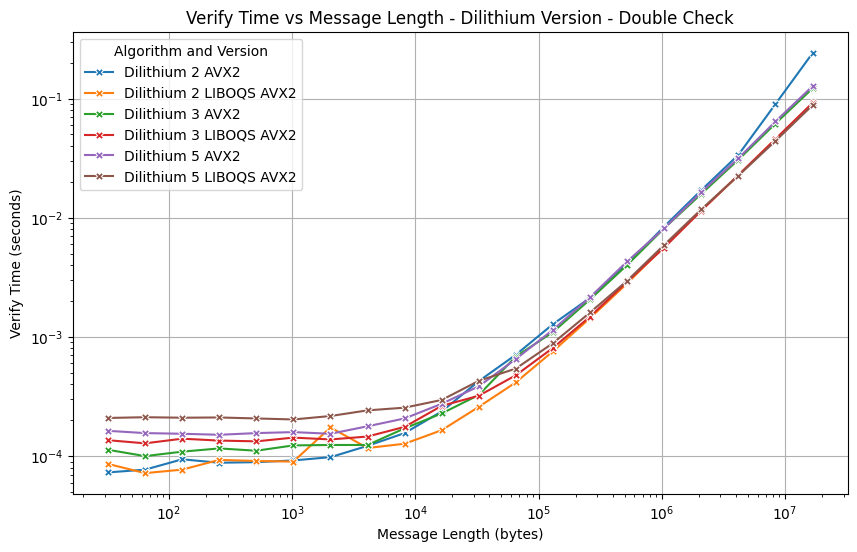 Verify Time vs Message Length - Dilithium Version - Double Check
Algorithm and Version
Dilithium 2 AVX2
Dilithium 2 LIBOQS AVX2
Dilithium 3 AVX2
Dilithium 3 LIBOQS AVX2
Dilithium 5 AVX2
Dilithium 5 LIBOQS AVX2
Verify Time (seconds)
10⁻¹
10⁻²
10⁻³
10⁻⁴
10² 10³ 10⁴ 10⁵ 10⁶ 10⁷
Message Length (bytes)